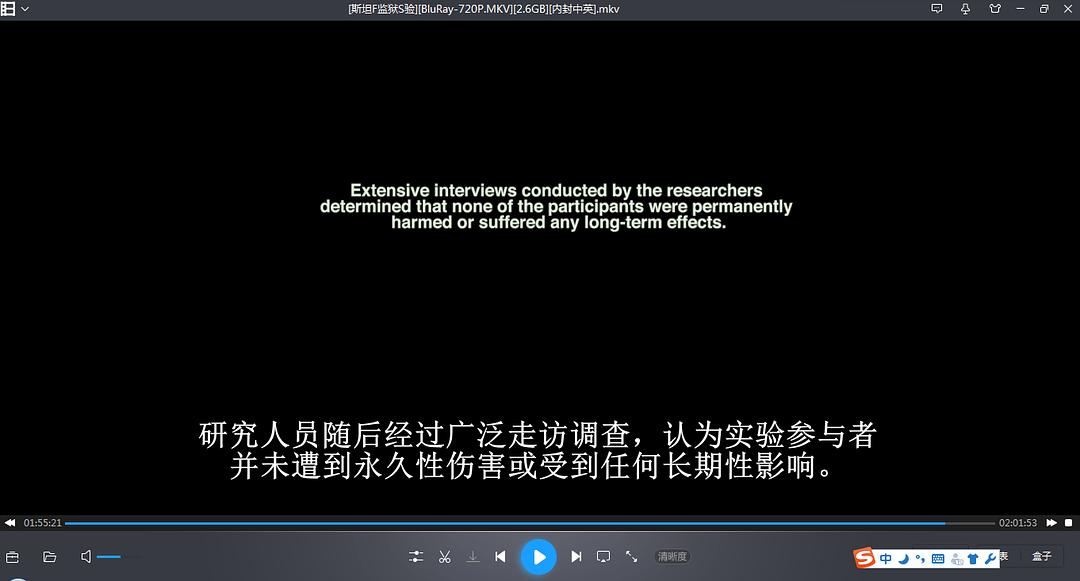 [斯坦F监狱S验][BluRay-720P.MKV][2.6GB][内封中英].mkv
Extensive interviews conducted by the researchers
determined that none of the participants were permanently
harmed or suffered any long-term effects.
研究人员随后经过广泛走访调查，认为实验参与者
并未遭到永久性伤害或受到任何长期性影响。
01:55:21
02:01:53
清晰度
S
中
表
盒子